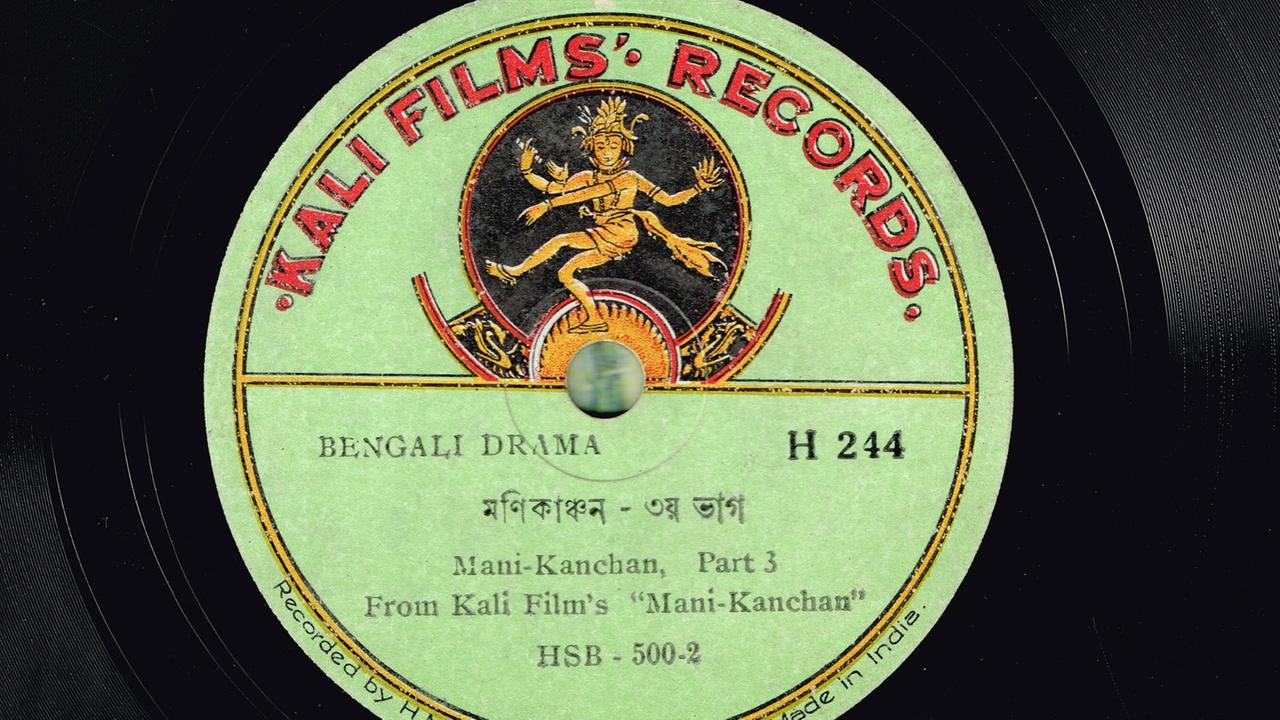 ·KALI FILMS'· RECORDS·
BENGALI DRAMA
H 244
মণিকাঞ্চন - ৩য় ভাগ
Mani-Kanchan, Part 3
From Kali Film's "Mani-Kanchan"
HSB - 500-2
Recorded by
Made in India.